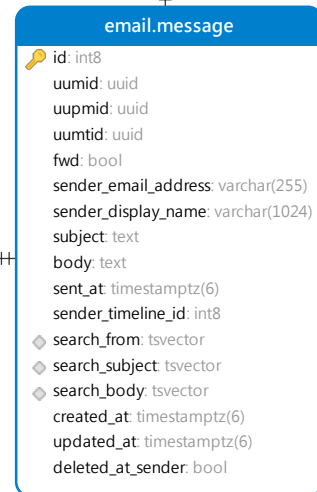 email.message
id: int8
uumid: uuid
uupmid: uuid
uumtid: uuid
fwd: bool
sender_email_address: varchar(255)
sender_display_name: varchar(1024)
subject: text
body: text
sent_at: timestamptz(6)
sender_timeline_id: int8
search_from: tsvector
search_subject: tsvector
search_body: tsvector
created_at: timestamptz(6)
updated_at: timestamptz(6)
deleted_at_sender: bool